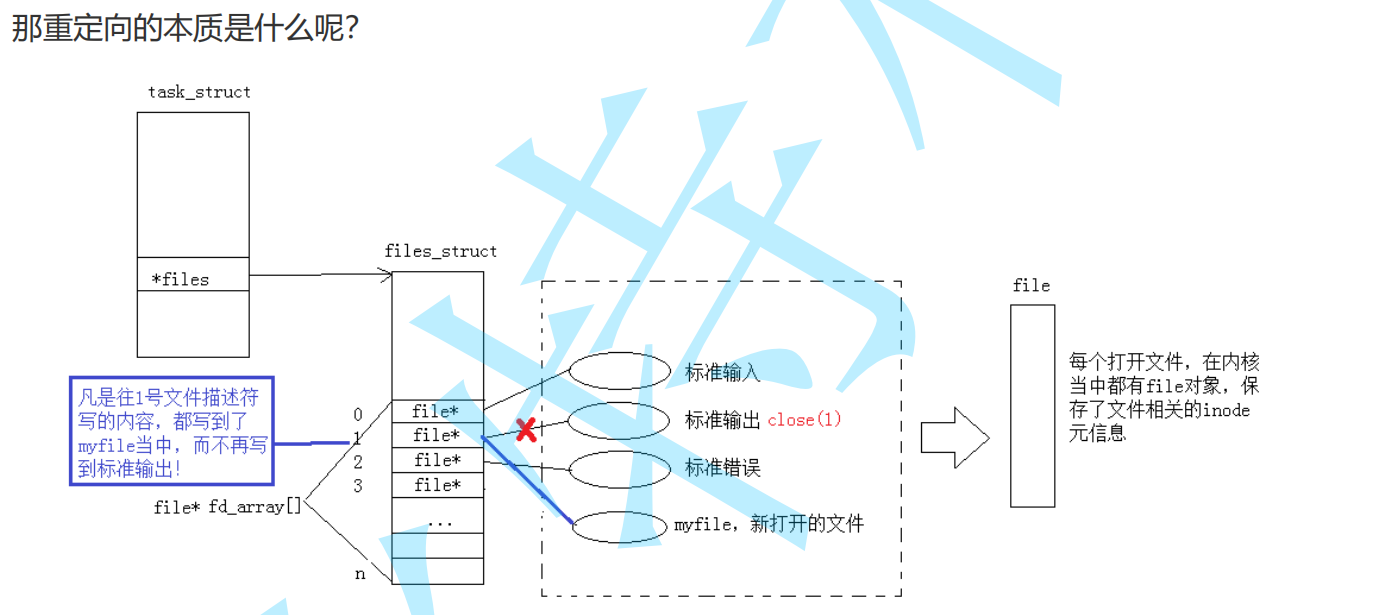 那重定向的本质是什么呢?
task_struct
*files
files_struct
凡是往1号文件描述符
写的内容，都写到了
myfile当中，而不再写
到标准输出！
file* fd_array[]
0
1
2
3
n
file*
file*
file*
file*
...
标准输入
标准输出 close(1)
标准错误
myfile，新打开的文件
file
每个打开文件，在内核
当中都有file对象，保
存了文件相关的inode
元信息